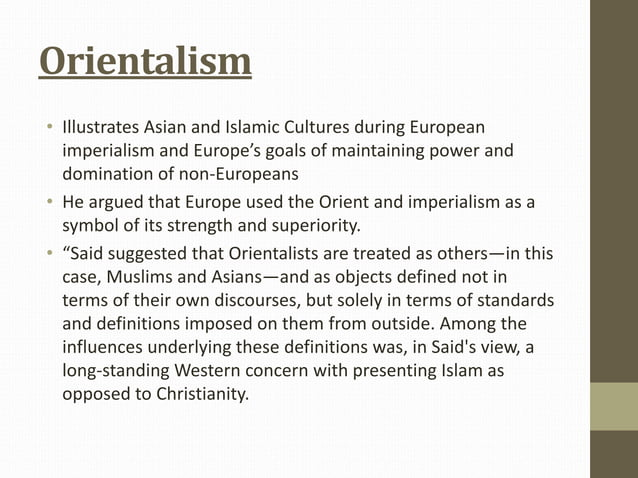 Orientalism
• Illustrates Asian and Islamic Cultures during European
imperialism and Europe’s goals of maintaining power and
domination of non-Europeans
• He argued that Europe used the Orient and imperialism as a
symbol of its strength and superiority.
• “Said suggested that Orientalists are treated as others—in this
case, Muslims and Asians—and as objects defined not in
terms of their own discourses, but solely in terms of standards
and definitions imposed on them from outside. Among the
influences underlying these definitions was, in Said's view, a
long-standing Western concern with presenting Islam as
opposed to Christianity.